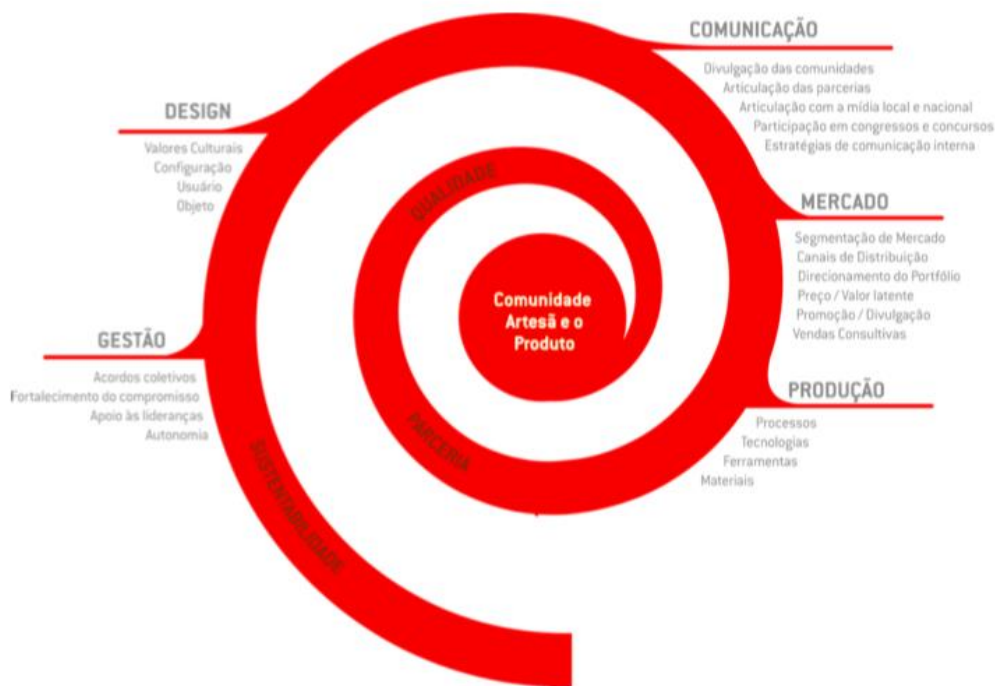 COMUNICAÇÃO
Divulgação das comunidades
Articulação das parcerias
Articulação com a mídia local e nacional
Participação em congressos e concursos
Estratégias de comunicação interna
DESIGN
Valores Culturais
Configuração
Usuário
Objeto
QUALIDADE
MERCADO
Segmentação de Mercado
Canais de Distribuição
Direcionamento do Portfólio
Preço / Valor latente
Promoção / Divulgação
Vendas Consultivas
Comunidade
Artesã e o
Produto
GESTÃO
Acordos coletivos
Fortalecimento do compromisso
Apoio às lideranças
Autonomia
PRODUÇÃO
Processos
Tecnologias
Ferramentas
Materiais
PARCERIA
SUSTENTABILIDADE